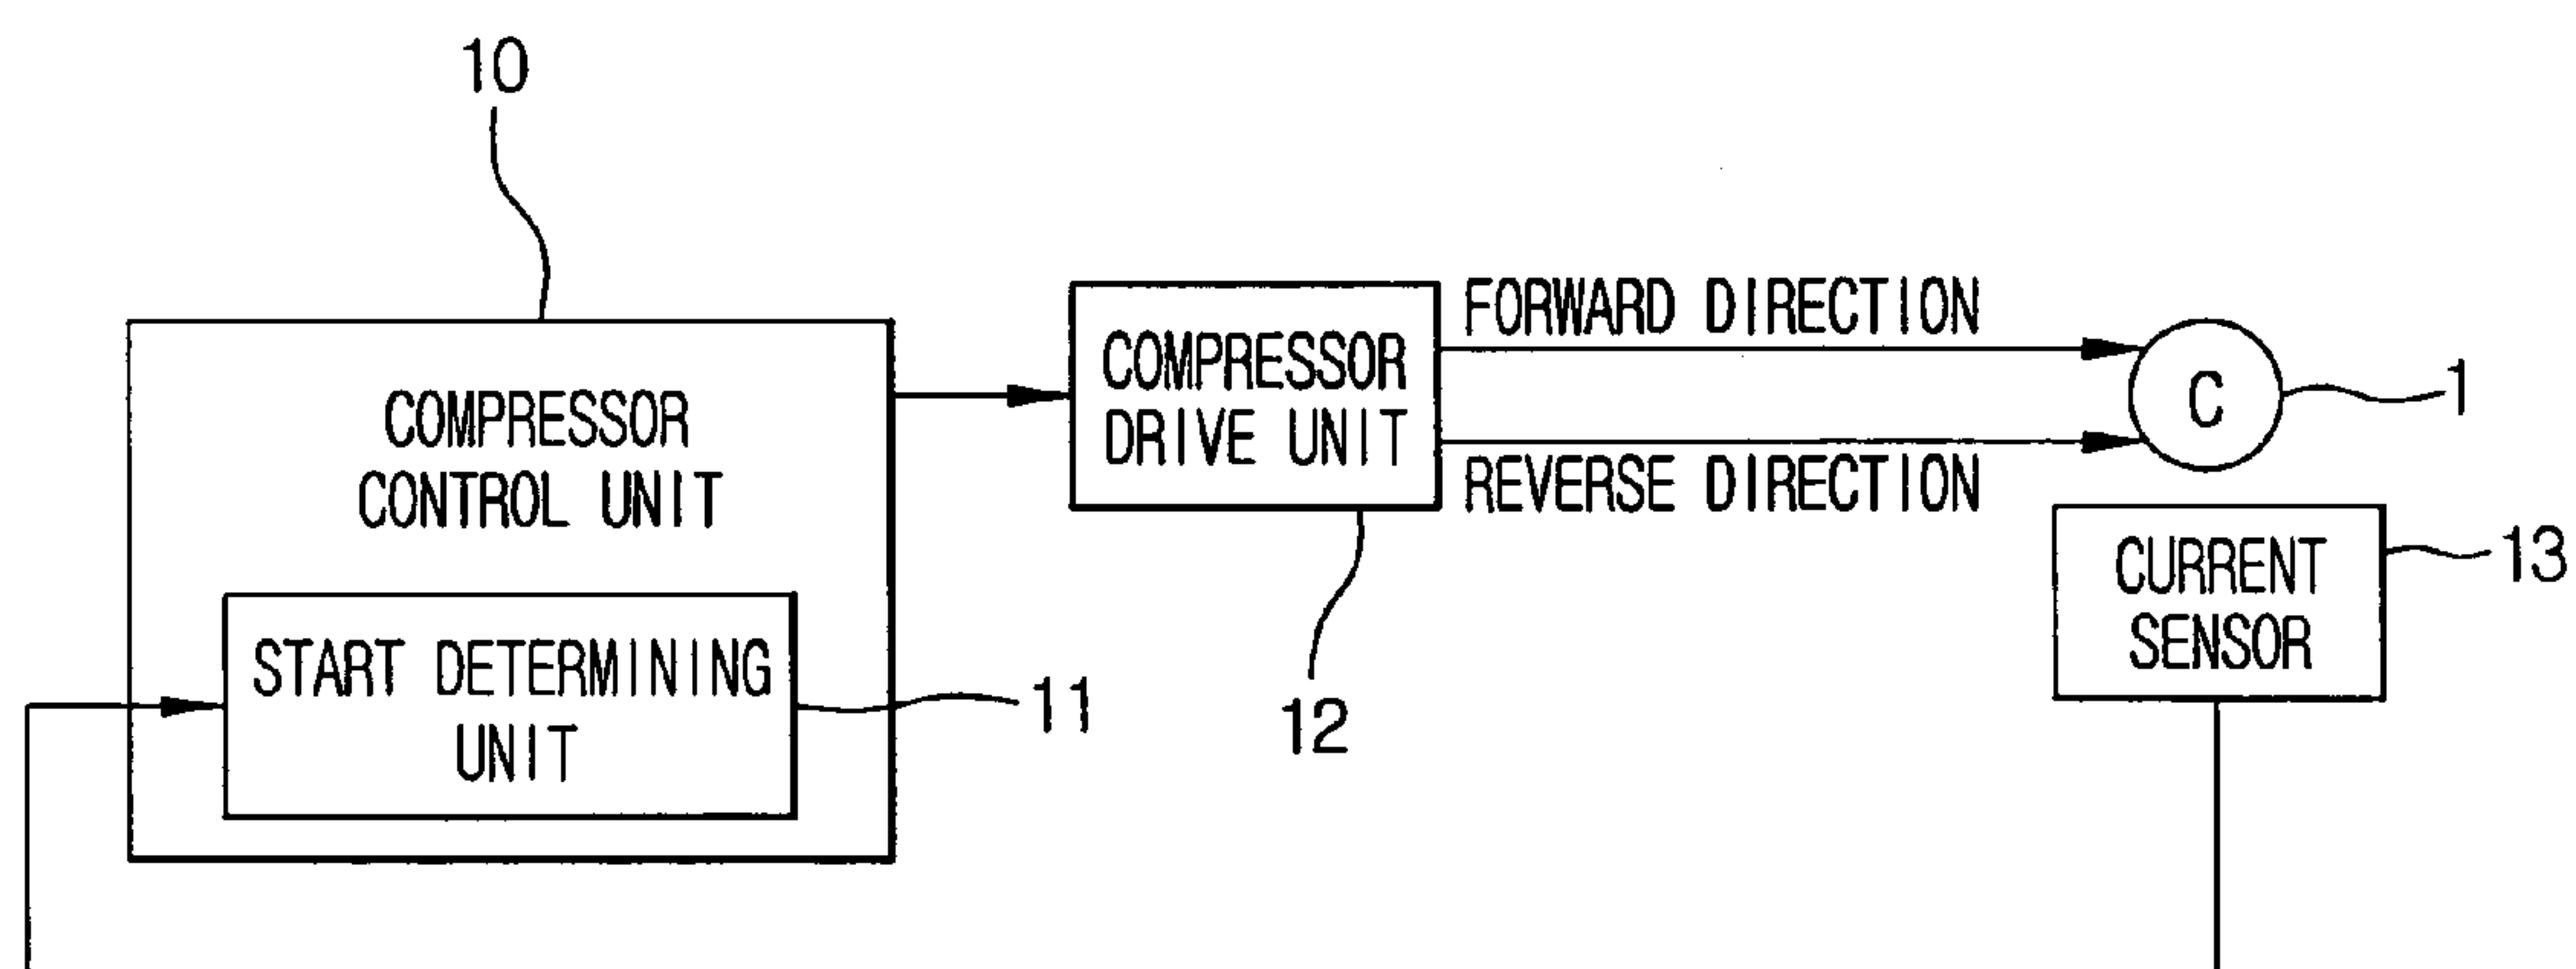 10
COMPRESSOR
CONTROL UNIT
START DETERMINING
UNIT
11
COMPRESSOR
DRIVE UNIT
12
FORWARD DIRECTION
REVERSE DIRECTION
C
1
CURRENT
SENSOR
13